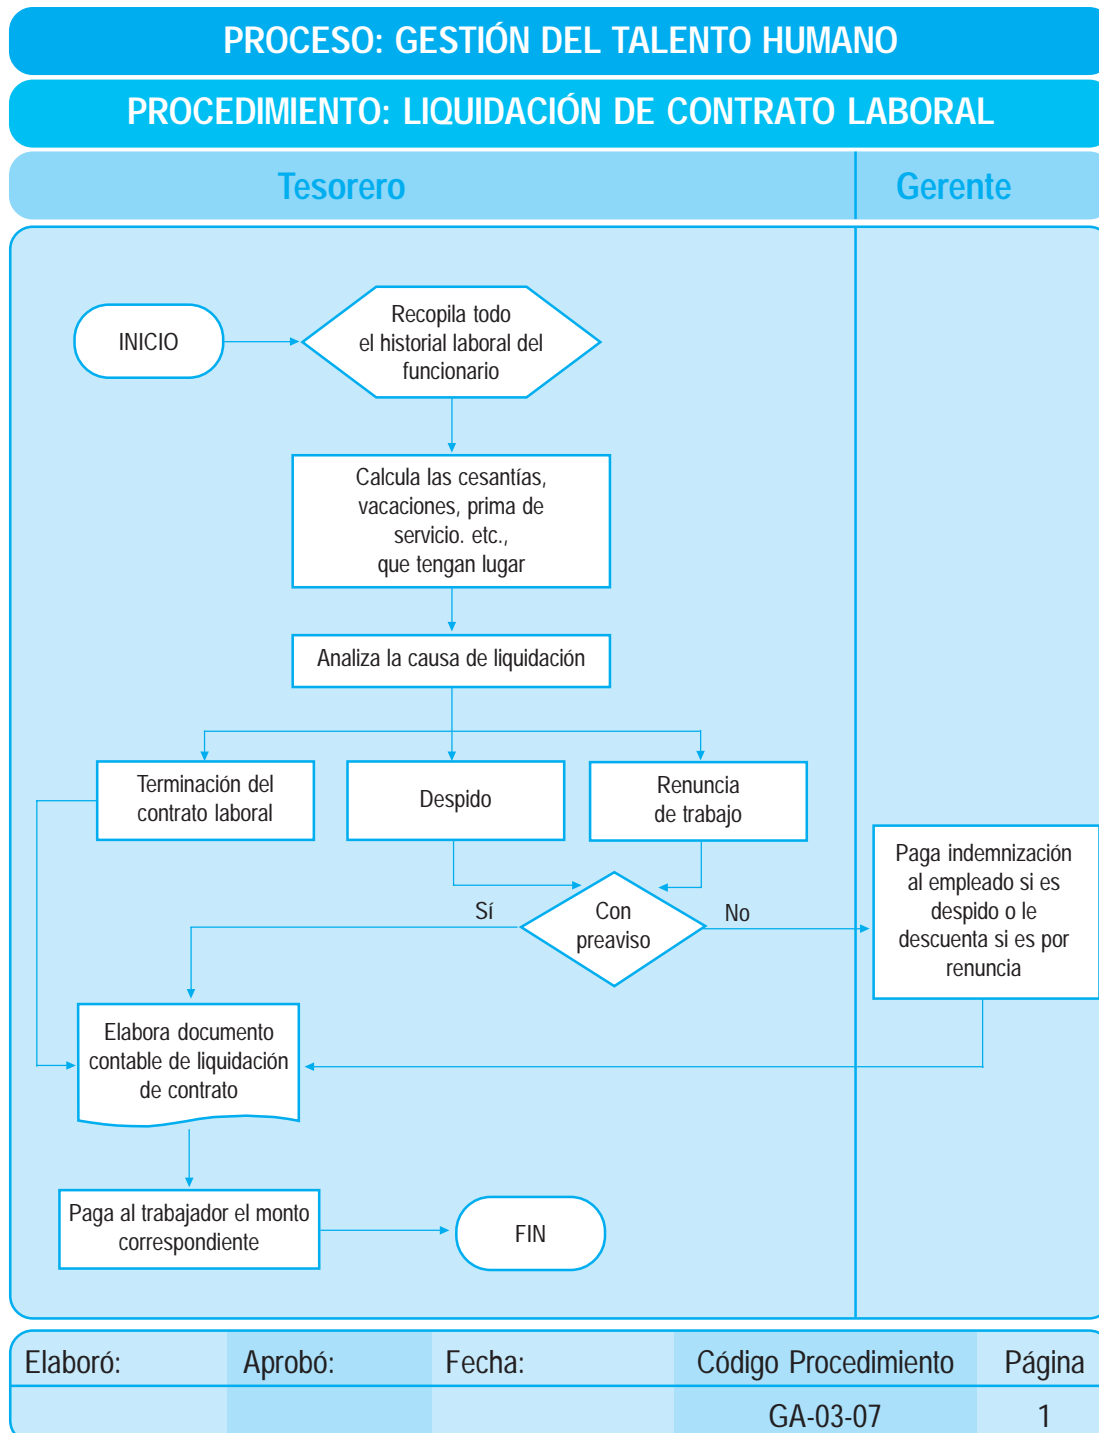 PROCESO: GESTIÓN DEL TALENTO HUMANO
PROCEDIMIENTO: LIQUIDACIÓN DE CONTRATO LABORAL
Tesorero
Gerente
INICIO
Recopila todo
el historial laboral del
funcionario
Calcula las cesantías,
vacaciones, prima de
servicio. etc.,
que tengan lugar
Analiza la causa de liquidación
Terminación del
contrato laboral
Despido
Renuncia
de trabajo
Con
preaviso
Sí
No
Paga indemnización
al empleado si es
despido o le
descuenta si es por
renuncia
Elabora documento
contable de liquidación
de contrato
Paga al trabajador el monto
correspondiente
FIN
Elaboró:
Aprobó:
Fecha:
Código Procedimiento
Página
GA-03-07
1